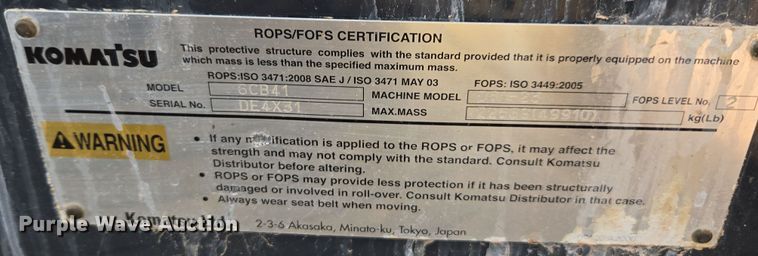 ROPS/FOFS CERTIFICATION
KOMATSU
This protective structure complies with the standard provided that it is properly equipped on the machine
which mass is less than the specified maximum mass.
ROPS:ISO 3471:2008 SAE J / ISO 3471 MAY 03 FOPS: ISO 3449:2005
MODEL 6CB41 MACHINE MODEL FOPS LEVEL No. 2
SERIAL No. DE4X31 MAX.MASS kg(Lb)
WARNING
• If any modification is applied to the ROPS or FOPS, it may affect the
strength and may not comply with the standard. Consult Komatsu
Distributor before altering.
• ROPS or FOPS may provide less protection if it has been structurally
damaged or involved in roll-over. Consult Komatsu Distributor in that case.
• Always wear seat belt when moving.
Komatsu Ltd. 2-3-6 Akasaka, Minato-ku, Tokyo, Japan
Purple Wave Auction